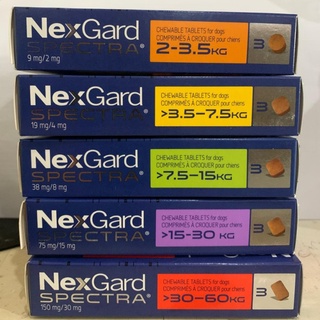 NexGard
SPECTRA
9 mg/2 mg
CHEWABLE TABLETS for dogs
COMPRIMÉS À CROQUER pour chiens
2-3.5KG
3
NexGard
SPECTRA
19 mg/4 mg
CHEWABLE TABLETS for dogs
COMPRIMÉS À CROQUER pour chiens
>3.5-7.5KG
3
NexGard
SPECTRA
38 mg/8 mg
CHEWABLE TABLETS for dogs
COMPRIMÉS À CROQUER pour chiens
>7.5-15KG
3
NexGard
SPECTRA
75 mg/15 mg
CHEWABLE TABLETS for dogs
COMPRIMÉS À CROQUER pour chiens
>15-30 KG
3
NexGard
SPECTRA
150 mg/30 mg
CHEWABLE TABLETS for dogs
COMPRIMÉS À CROQUER pour chiens
>30-60KG
3